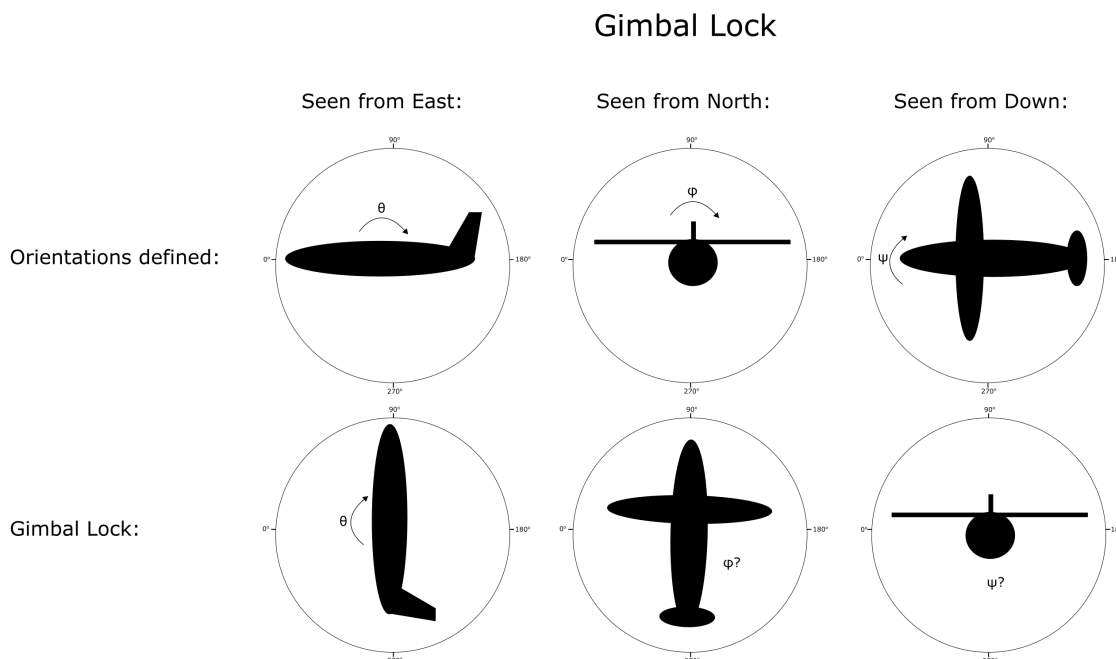 Gimbal Lock
Seen from East:
Seen from North:
Seen from Down:
90°
90°
90°
θ
φ
Orientations defined:
0°
180°
0°
180°
0°
ψ
270°
270°
270°
90°
90°
90°
Gimbal Lock:
0°
θ
180°
0°
180°
0°
φ?
ψ?